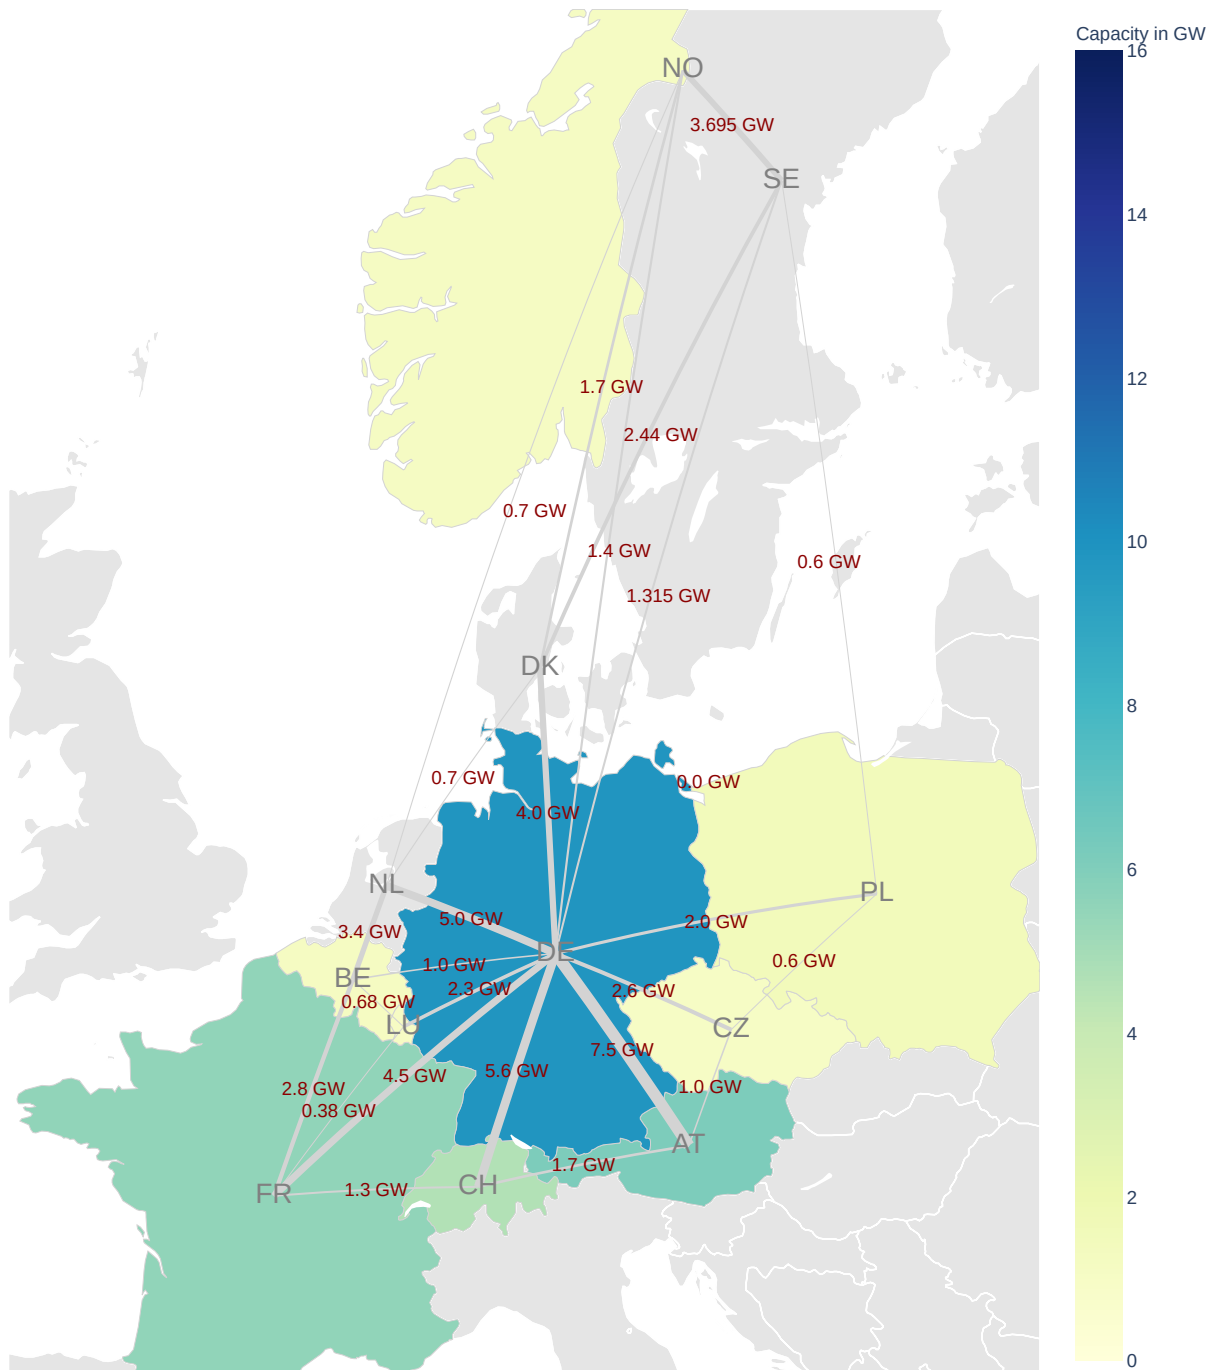 Capacity in GW
16
NO
3.695 GW
SE
14
12
1.7 GW
2.44 GW
0.7 GW
10
1.4 GW
0.6 GW
1.315 GW
DK
8
0.7 GW
0.0 GW
4.0 GW
6
NL
PL
5.0 GW
2.0 GW
3.4 GW
DE
1.0 GW
0.6 GW
BE
2.3 GW
2.6 GW
0.68 GW
LU
CZ
4
7.5 GW
5.6 GW
4.5 GW
2.8 GW
1.0 GW
0.38 GW
AT
1.7 GW
CH
FR
1.3 GW
2
0